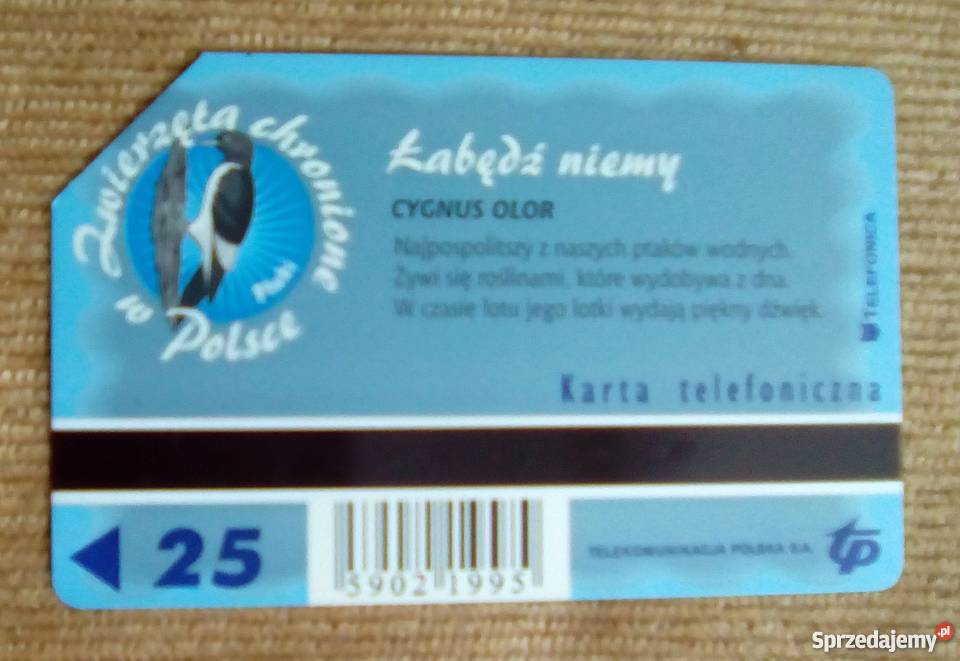 Zwierzęta chronione
w Polsce
Ptaki
Łabędź niemy
CYGNUS OLOR
Najpospolitszy z naszych ptaków wodnych.
Żywi się roślinami, które wydobywa z dna.
W czasie lotu jego lotki wydają piękny dźwięk.
TELEFONICA
Karta telefoniczna
25
5902 1995
TELEKOMUNIKACJA POLSKA S.A.
tp
Sprzedajemy.pl